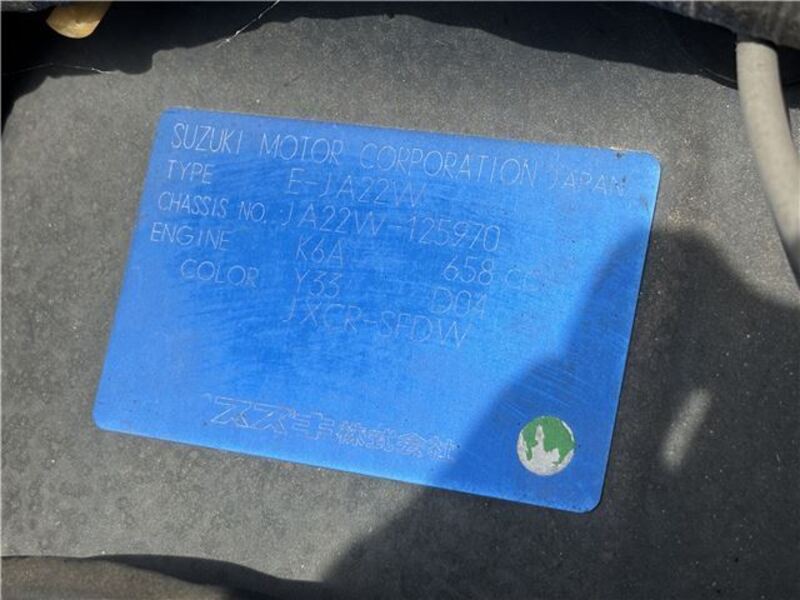 SUZUKI MOTOR CORPORATION JAPAN
TYPE E-JA22W
CHASSIS NO. JA22W-125970
ENGINE K6A 658 CC
COLOR Y33 D04
JXCR-SFDW
スズキ株式会社